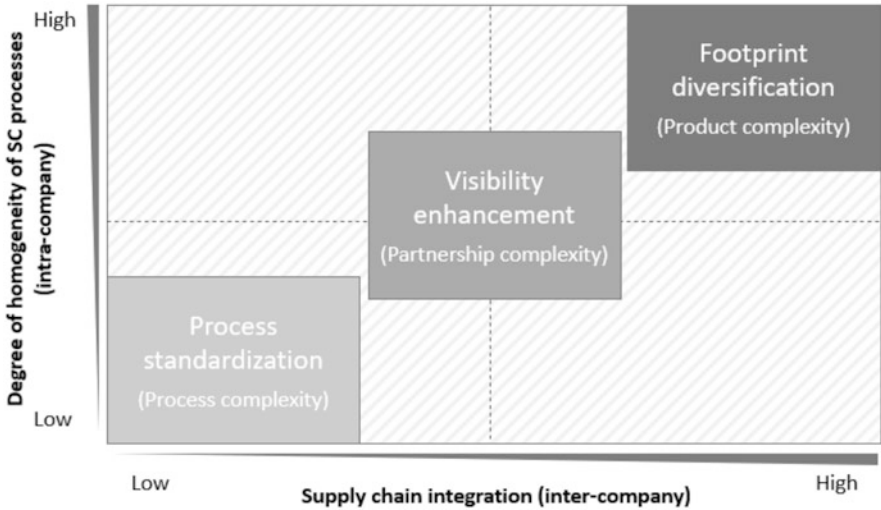 High
Footprint
diversification
(Product complexity)
Visibility
enhancement
(Partnership complexity)
Process
standardization
(Process complexity)
Low
Degree of homogeneity of SC processes
(intra-company)
Low
High
Supply chain integration (inter-company)